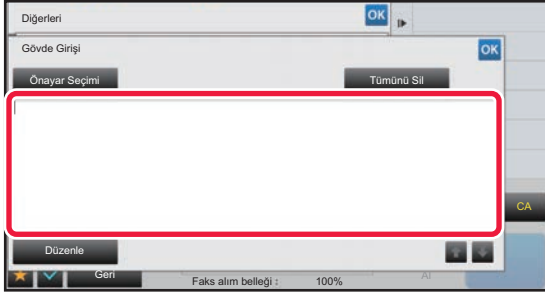 Diğerleri OK
Gövde Girişi OK
Önayar Seçimi Tümünü Sil
CA
Düzenle
Geri
Faks alım belleği : 100%